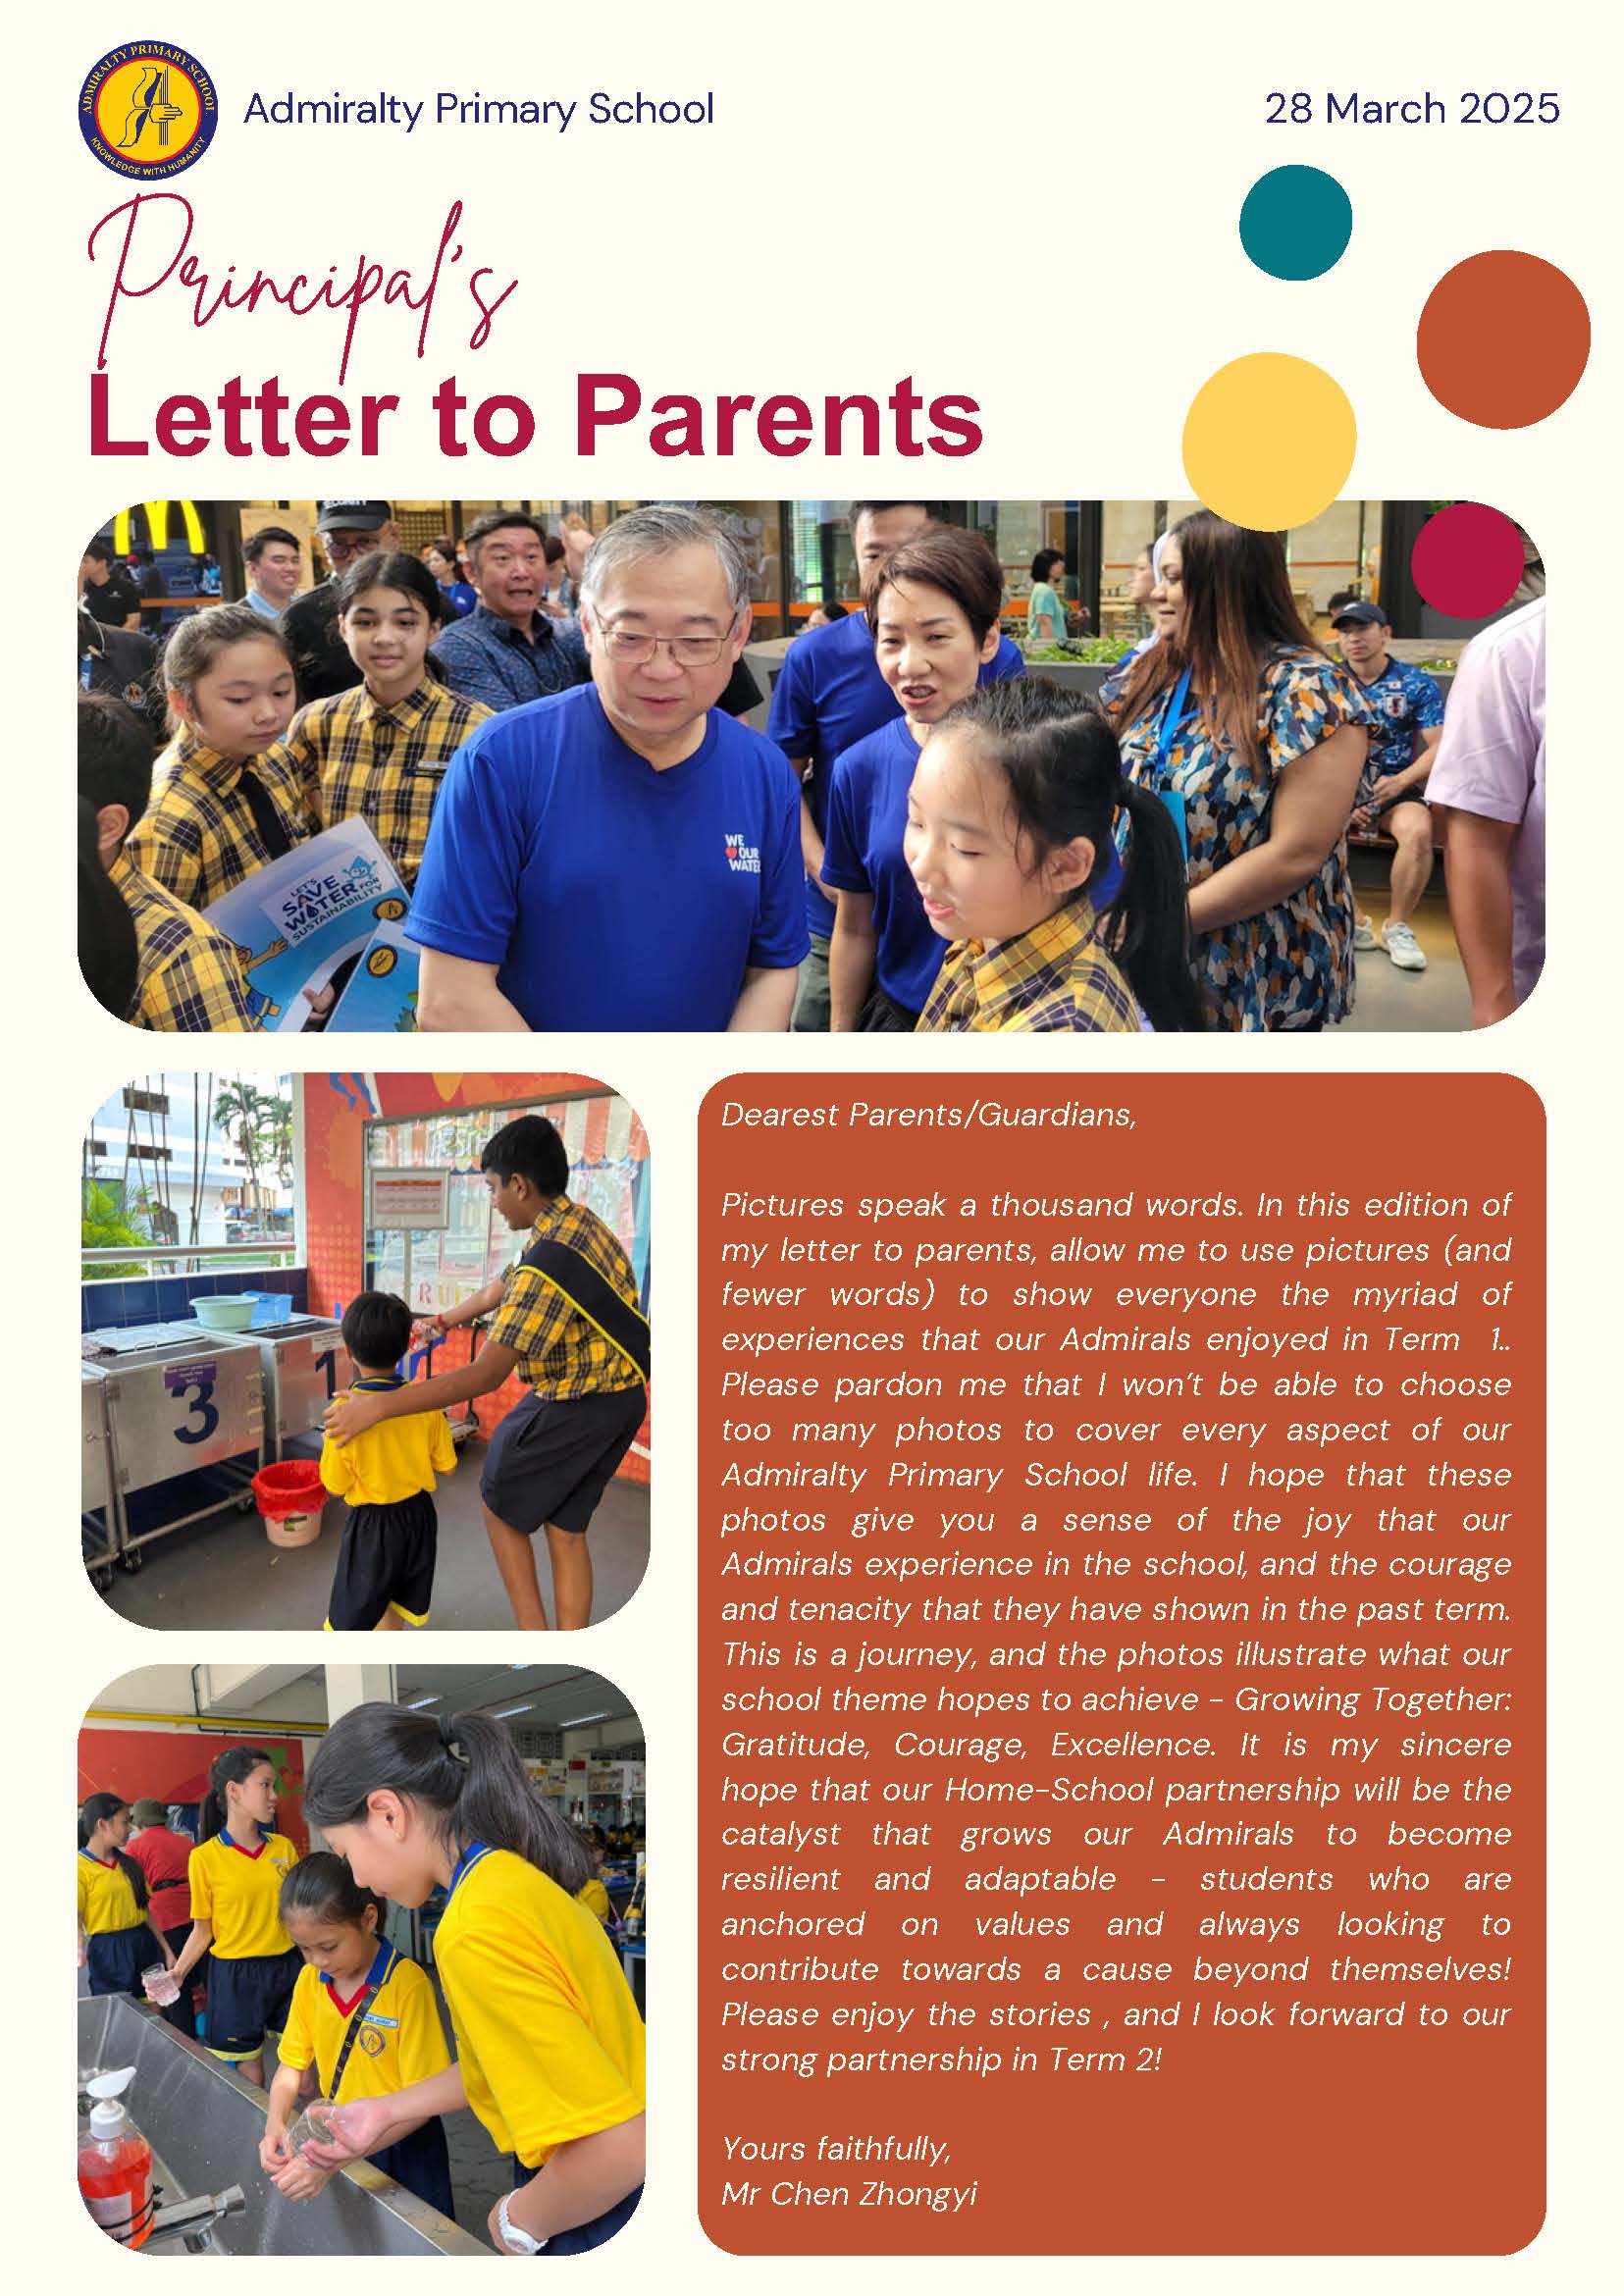 ADMIRALTY PRIMARY SCHOOL
KNOWLEDGE WITH HUMANITY
Admiralty Primary School
28 March 2025
Principal's
Letter to Parents
LET'S
SAVE
WATER FOR
SUSTAINABILITY
WE
OUR
WATER
3
1
Dearest Parents/Guardians,
Pictures speak a thousand words. In this edition of
my letter to parents, allow me to use pictures (and
fewer words) to show everyone the myriad of
experiences that our Admirals enjoyed in Term 1..
Please pardon me that I won't be able to choose
too many photos to cover every aspect of our
Admiralty Primary School life. I hope that these
photos give you a sense of the joy that our
Admirals experience in the school, and the courage
and tenacity that they have shown in the past term.
This is a journey, and the photos illustrate what our
school theme hopes to achieve - Growing Together:
Gratitude, Courage, Excellence. It is my sincere
hope that our Home-School partnership will be the
catalyst that grows our Admirals to become
resilient and adaptable - students who are
anchored on values and always looking to
contribute towards a cause beyond themselves!
Please enjoy the stories , and I look forward to our
strong partnership in Term 2!
Yours faithfully,
Mr Chen Zhongyi